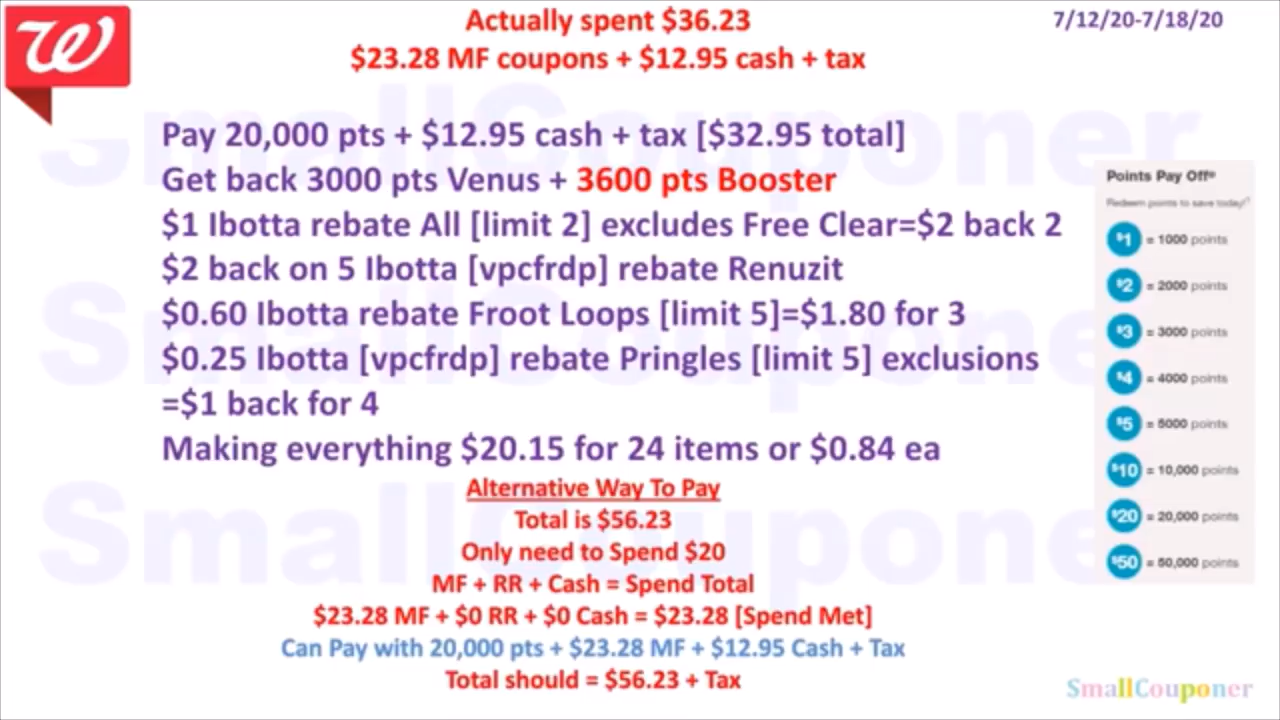 Actually spent $36.23
7/12/20-7/18/20
$23.28 MF coupons + $12.95 cash + tax
Pay 20,000 pts + $12.95 cash + tax [$32.95 total]
Get back 3000 pts Venus + 3600 pts Booster
$1 Ibotta rebate All [limit 2] excludes Free Clear=$2 back 2
$2 back on 5 Ibotta [vpcfrdp] rebate Renuzit
$0.60 Ibotta rebate Froot Loops [limit 5]=$1.80 for 3
$0.25 Ibotta [vpcfrdp] rebate Pringles [limit 5] exclusions
=$1 back for 4
Making everything $20.15 for 24 items or $0.84 ea
Alternative Way To Pay
Total is $56.23
Only need to Spend $20
MF + RR + Cash = Spend Total
$23.28 MF + $0 RR + $0 Cash = $23.28 [Spend Met]
Can Pay with 20,000 pts + $23.28 MF + $12.95 Cash + Tax
Total should = $56.23 + Tax
Points Pay Off®
Redeem points to save today!
$1 = 1000 points
$2 = 2000 points
$3 = 3000 points
$4 = 4000 points
$5 = 5000 points
$10 = 10,000 points
$20 = 20,000 points
$50 = 50,000 points
SmallCouponer
SmallCouponer
SmallCouponer
SmallCouponer
W